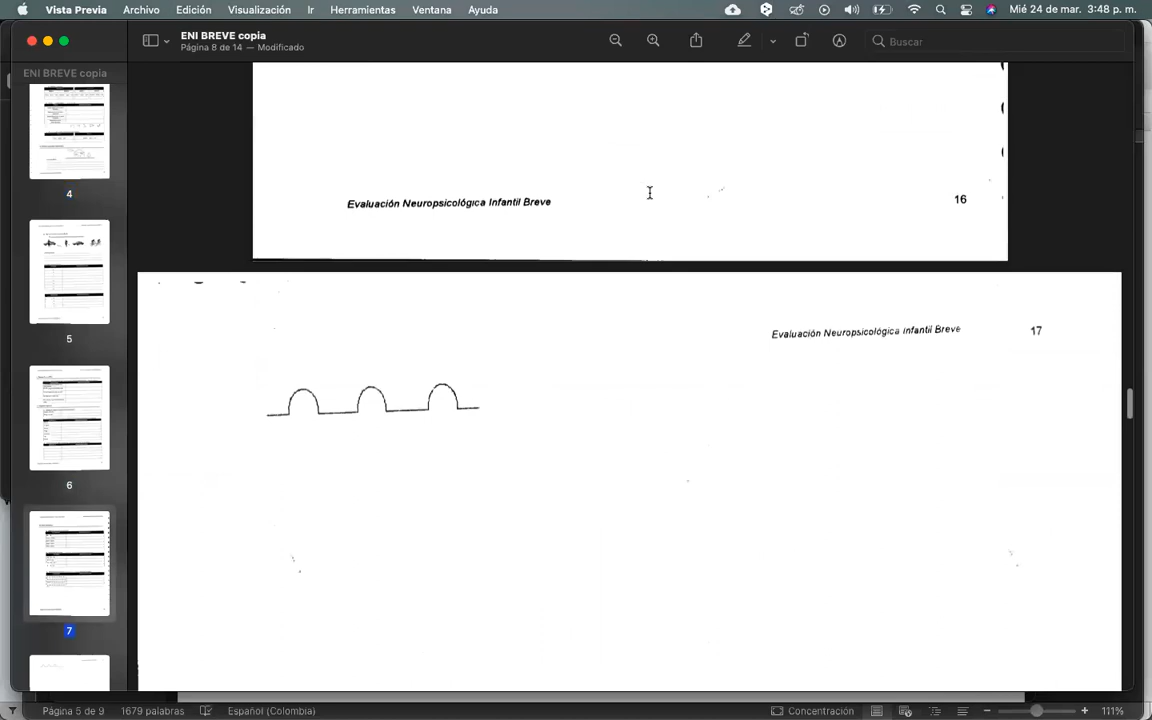 Vista Previa Archivo Edición Visualización Ir Herramientas Ventana Ayuda Mié 24 de mar. 3:48 p. m.
ENI BREVE copia
Página 8 de 14 — Modificado
Buscar
ENI BREVE copia
4
5
6
7
Evaluación Neuropsicológica Infantil Breve 16
Evaluación Neuropsicológica Infantil Breve 17
Página 5 de 9 1679 palabras Español (Colombia) Concentración 111%